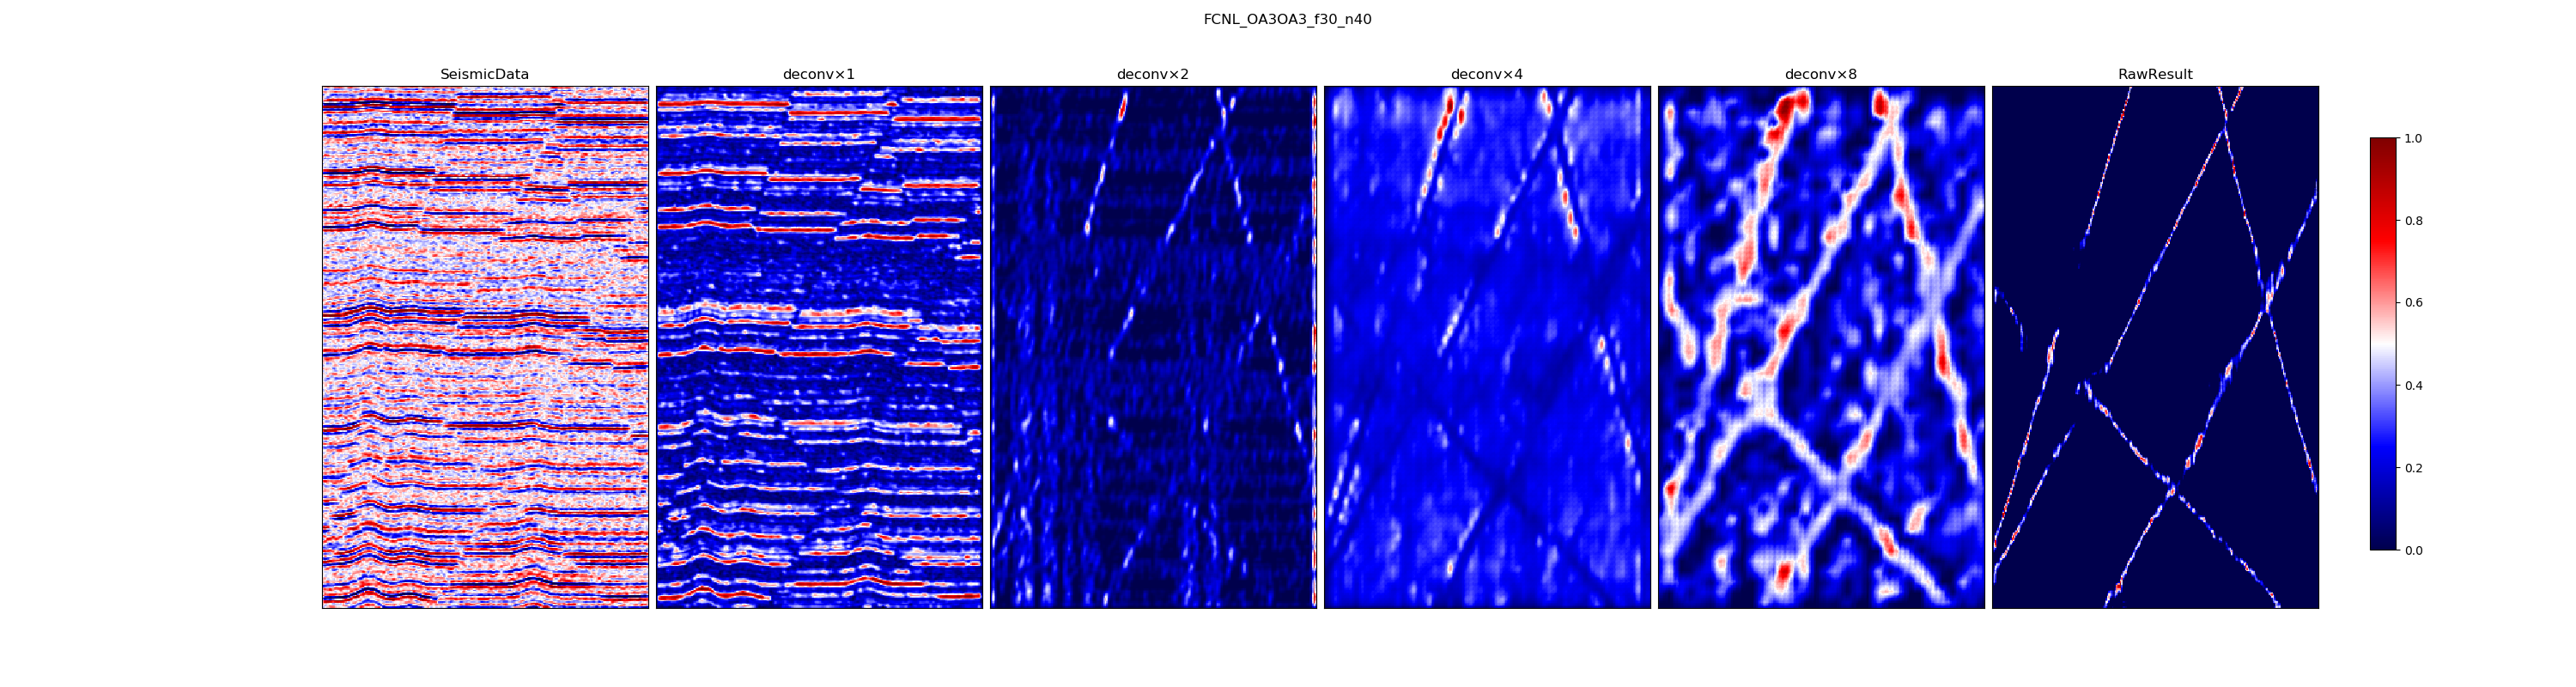 FCNL_OA3OA3_f30_n40
SeismicData
deconv×1
deconv×2
deconv×4
deconv×8
RawResult
1.0
0.8
0.6
0.4
0.2
0.0